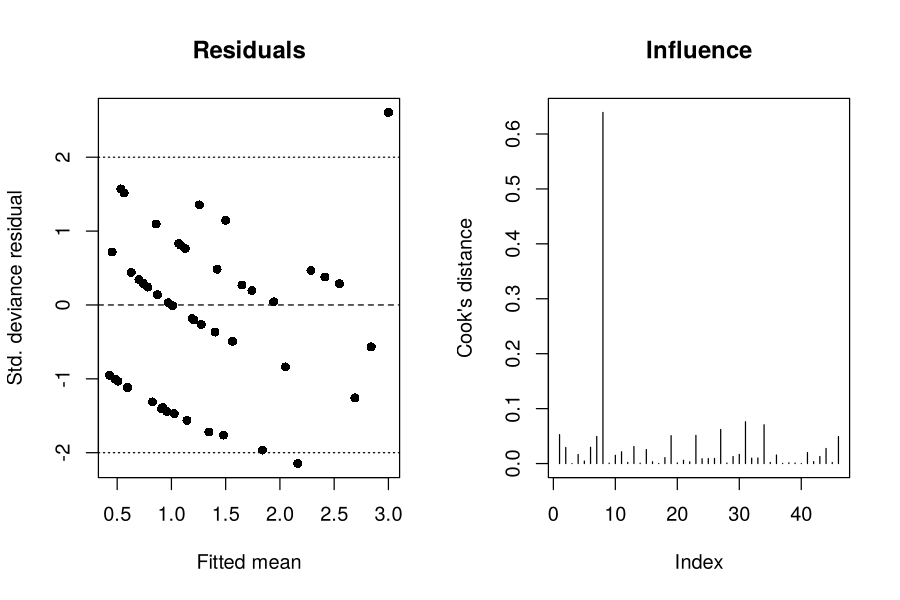 Residuals
Std. deviance residual
2
1
0
-1
-2
0.5 1.0 1.5 2.0 2.5 3.0
Fitted mean
Influence
Cook's distance
0.6
0.5
0.4
0.3
0.2
0.1
0.0
0 10 20 30 40
Index